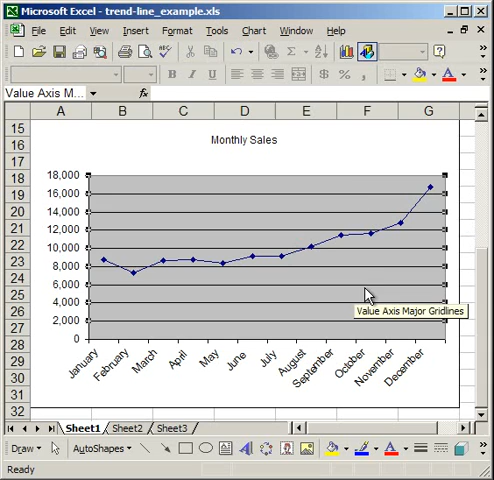 Microsoft Excel - trend-line_example.xls
File Edit View Insert Format Tools Chart Window
Value Axis M...
fx
A B C D E F G
15
16
17
18
19
20
21
22
23
24
25
26
27
28
29
30
31
32
Monthly Sales
18,000
16,000
14,000
12,000
10,000
8,000
6,000
4,000
2,000
0
Value Axis Major Gridlines
January February March April May June July August September October November December
Sheet1 Sheet2 Sheet3
Draw AutoShapes
Ready